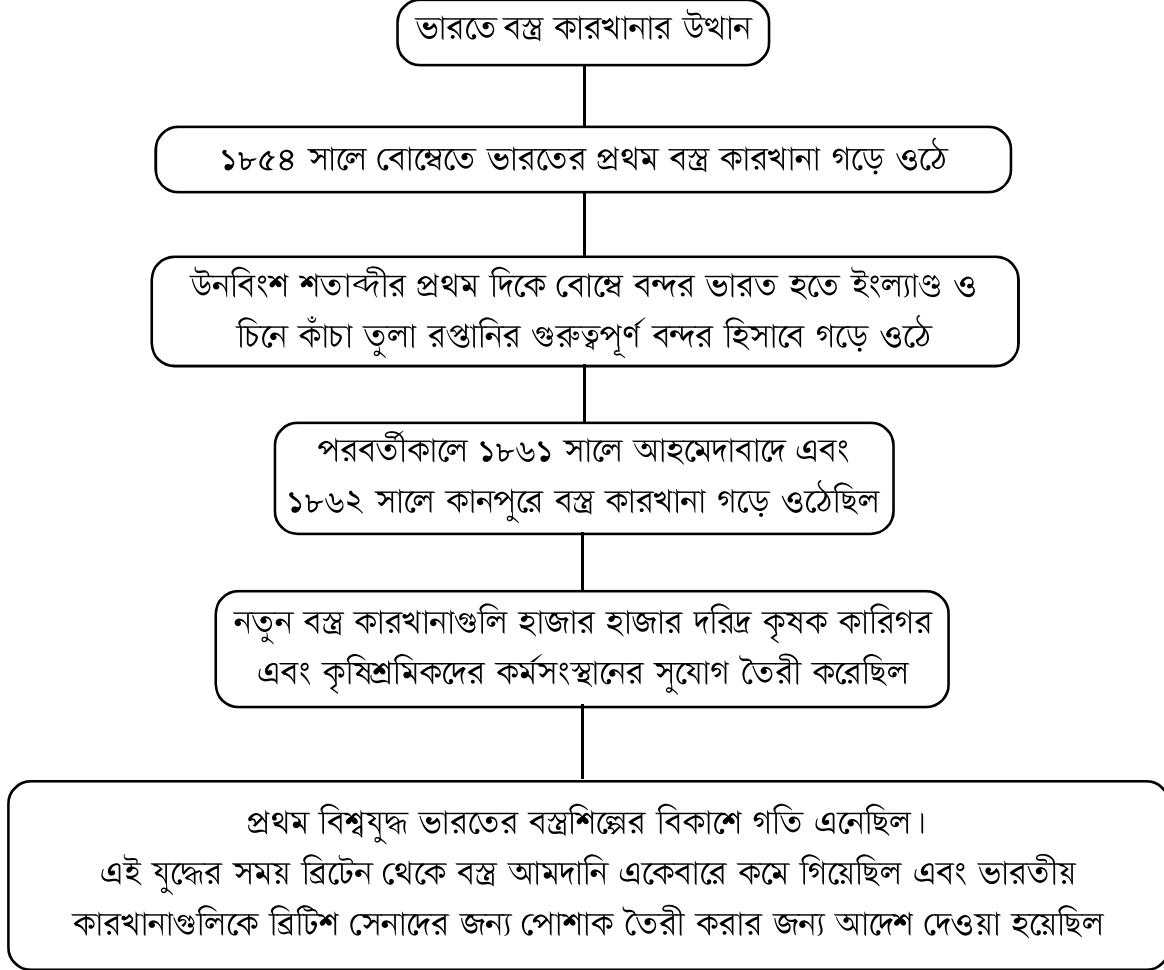 ভারতে বস্ত্র কারখানার উত্থান
১৮৫৪ সালে বোম্বেতে ভারতের প্রথম বস্ত্র কারখানা গড়ে ওঠে
উনবিংশ শতাব্দীর প্রথম দিকে বোম্বে বন্দর ভারত হতে ইংল্যাণ্ড ও
চিনে কাঁচা তুলা রপ্তানির গুরুত্বপূর্ণ বন্দর হিসাবে গড়ে ওঠে
পরবর্তীকালে ১৮৬১ সালে আহমেদাবাদে এবং
১৮৬২ সালে কানপুরে বস্ত্র কারখানা গড়ে ওঠেছিল
নতুন বস্ত্র কারখানাগুলি হাজার হাজার দরিদ্র কৃষক কারিগর
এবং কৃষিশ্রমিকদের কর্মসংস্থানের সুযোগ তৈরী করেছিল
প্রথম বিশ্বযুদ্ধ ভারতের বস্ত্রশিল্পের বিকাশে গতি এনেছিল।
এই যুদ্ধের সময় ব্রিটেন থেকে বস্ত্র আমদানি একেবারে কমে গিয়েছিল এবং ভারতীয়
কারখানাগুলিকে ব্রিটিশ সেনাদের জন্য পোশাক তৈরী করার জন্য আদেশ দেওয়া হয়েছিল